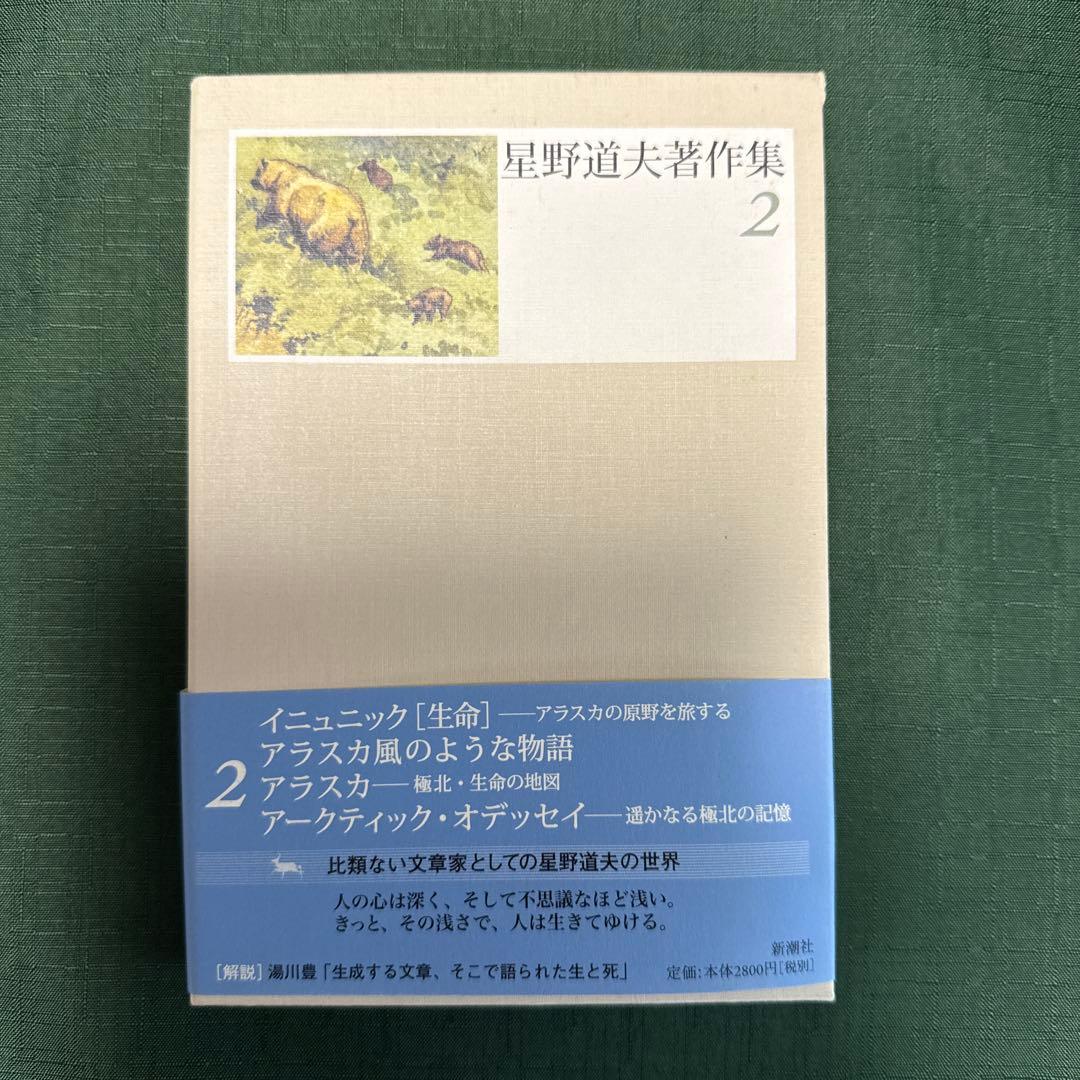 星野道夫著作集
2
2
イニュニック[生命]――アラスカの原野を旅する
アラスカ風のような物語
アラスカ――極北・生命の地図
アークティック・オデッセイ――遥かなる極北の記憶
比類ない文章家としての星野道夫の世界
人の心は深く、そして不思議なほど浅い。
きっと、その浅さで、人は生きてゆける。
新潮社
[解説]湯川豊「生成する文章、そこで語られた生と死」
定価:本体2800円[税別]